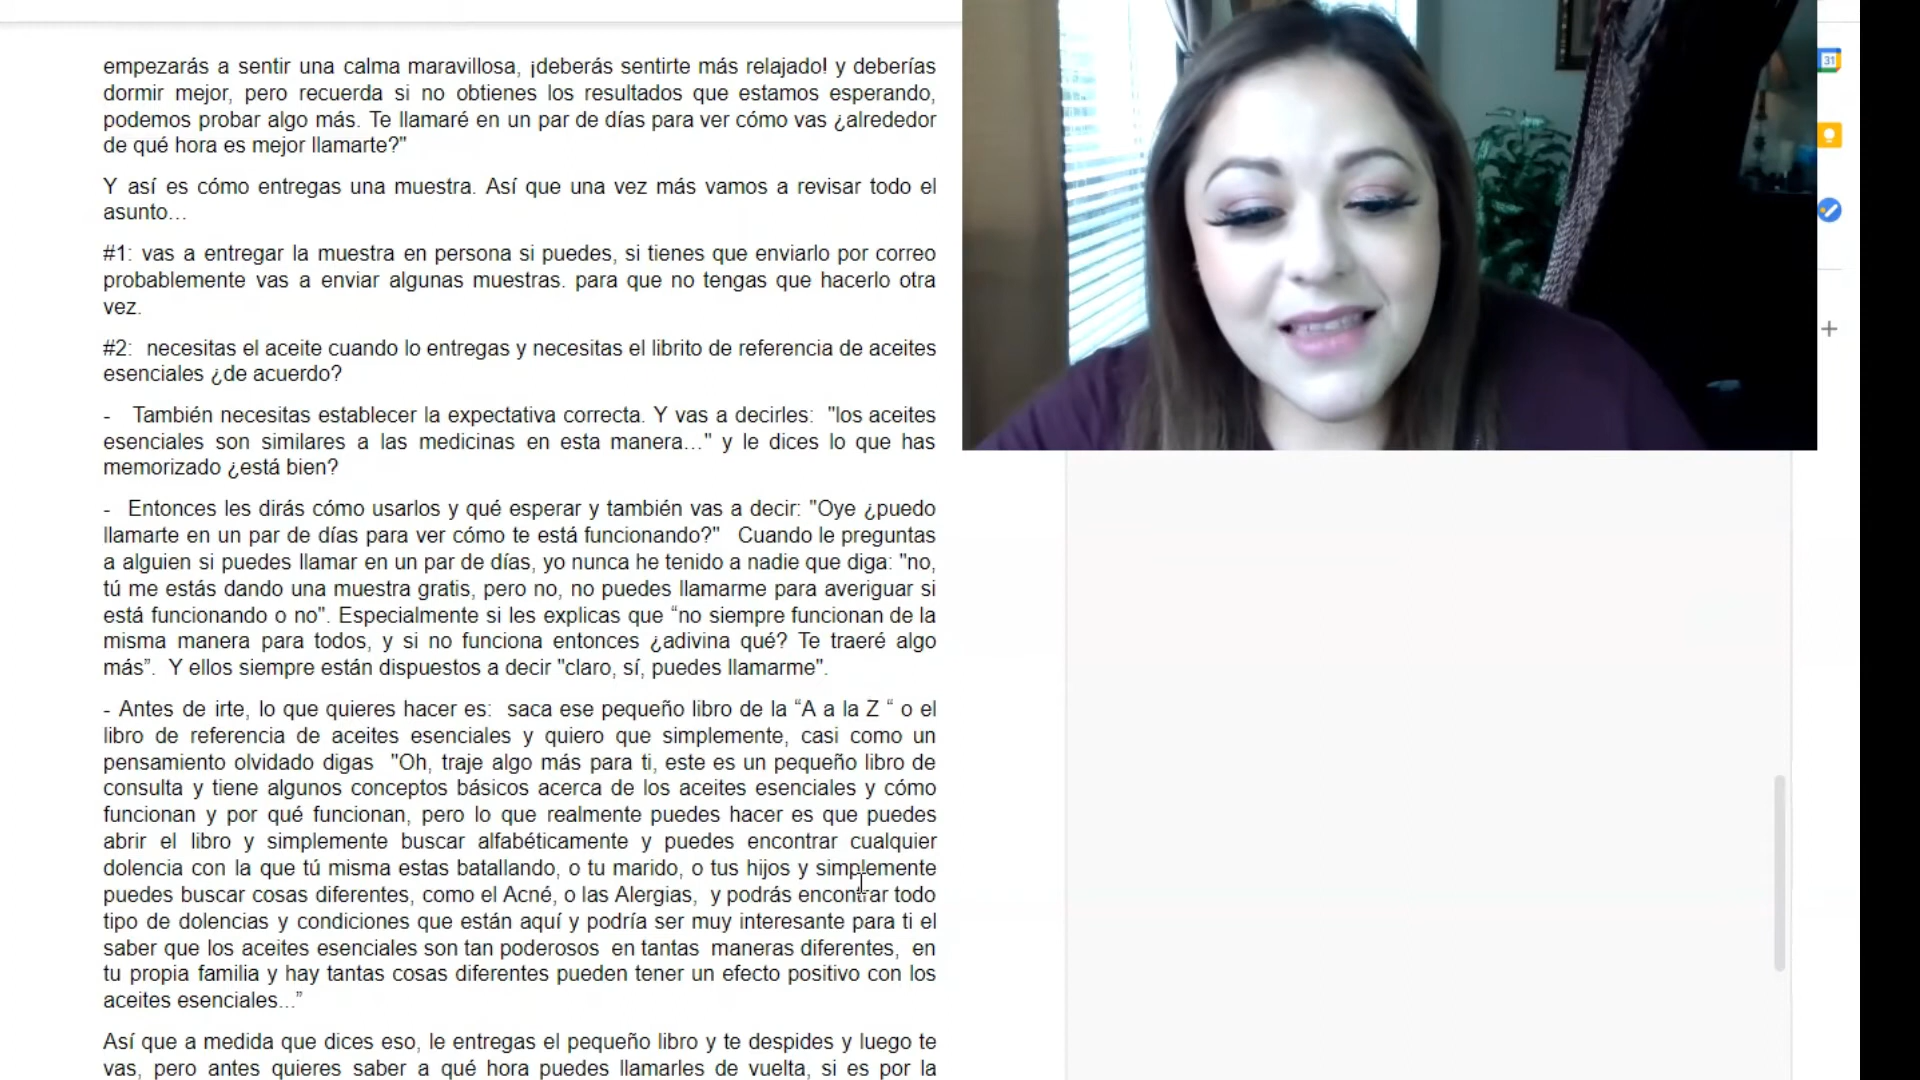 empezarás a sentir una calma maravillosa, ¡deberás sentirte más relajado! y deberías
dormir mejor, pero recuerda si no obtienes los resultados que estamos esperando,
podemos probar algo más. Te llamaré en un par de días para ver cómo vas ¿alrededor
de qué hora es mejor llamarte?"
Y así es cómo entregas una muestra. Así que una vez más vamos a revisar todo el
asunto…
#1: vas a entregar la muestra en persona si puedes, si tienes que enviarlo por correo
probablemente vas a enviar algunas muestras. para que no tengas que hacerlo otra
vez.
#2: necesitas el aceite cuando lo entregas y necesitas el librito de referencia de aceites
esenciales ¿de acuerdo?
- También necesitas establecer la expectativa correcta. Y vas a decirles: "los aceites
esenciales son similares a las medicinas en esta manera…" y le dices lo que has
memorizado ¿está bien?
- Entonces les dirás cómo usarlos y qué esperar y también vas a decir: "Oye ¿puedo
llamarte en un par de días para ver cómo te está funcionando?" Cuando le preguntas
a alguien si puedes llamar en un par de días, yo nunca he tenido a nadie que diga: "no,
tú me estás dando una muestra gratis, pero no, no puedes llamarme para averiguar si
está funcionando o no". Especialmente si les explicas que “no siempre funcionan de la
misma manera para todos, y si no funciona entonces ¿adivina qué? Te traeré algo
más”. Y ellos siempre están dispuestos a decir "claro, sí, puedes llamarme".
- Antes de irte, lo que quieres hacer es: saca ese pequeño libro de la “A a la Z “ o el
libro de referencia de aceites esenciales y quiero que simplemente, casi como un
pensamiento olvidado digas "Oh, traje algo más para ti, este es un pequeño libro de
consulta y tiene algunos conceptos básicos acerca de los aceites esenciales y cómo
funcionan y por qué funcionan, pero lo que realmente puedes hacer es que puedes
abrir el libro y simplemente buscar alfabéticamente y puedes encontrar cualquier
dolencia con la que tú misma estas batallando, o tu marido, o tus hijos y simplemente
puedes buscar cosas diferentes, como el Acné, o las Alergias, y podrás encontrar todo
tipo de dolencias y condiciones que están aquí y podría ser muy interesante para ti el
saber que los aceites esenciales son tan poderosos en tantas maneras diferentes, en
tu propia familia y hay tantas cosas diferentes pueden tener un efecto positivo con los
aceites esenciales...”
Así que a medida que dices eso, le entregas el pequeño libro y te despides y luego te
vas, pero antes quieres saber a qué hora puedes llamarles de vuelta, si es por la
31